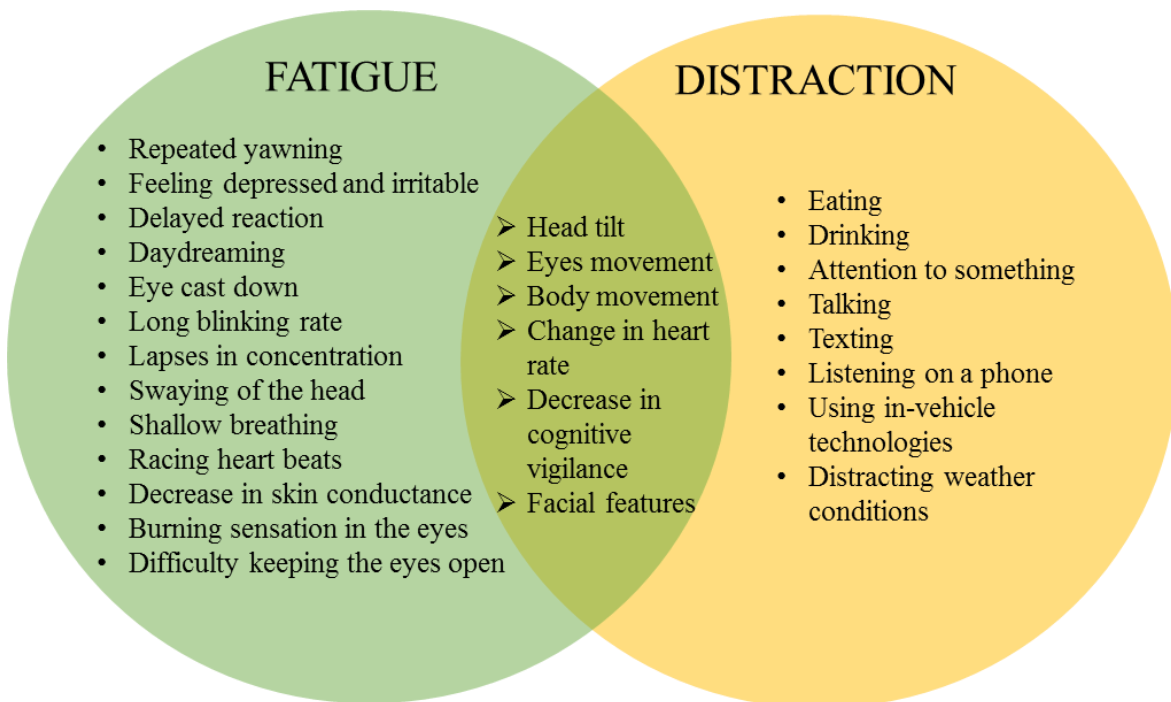 FATIGUE
• Repeated yawning
• Feeling depressed and irritable
• Delayed reaction
• Daydreaming
• Eye cast down
• Long blinking rate
• Lapses in concentration
• Swaying of the head
• Shallow breathing
• Racing heart beats
• Decrease in skin conductance
• Burning sensation in the eyes
• Difficulty keeping the eyes open
➢ Head tilt
➢ Eyes movement
➢ Body movement
➢ Change in heart
rate
➢ Decrease in
cognitive
vigilance
➢ Facial features
DISTRACTION
• Eating
• Drinking
• Attention to something
• Talking
• Texting
• Listening on a phone
• Using in-vehicle
technologies
• Distracting weather
conditions